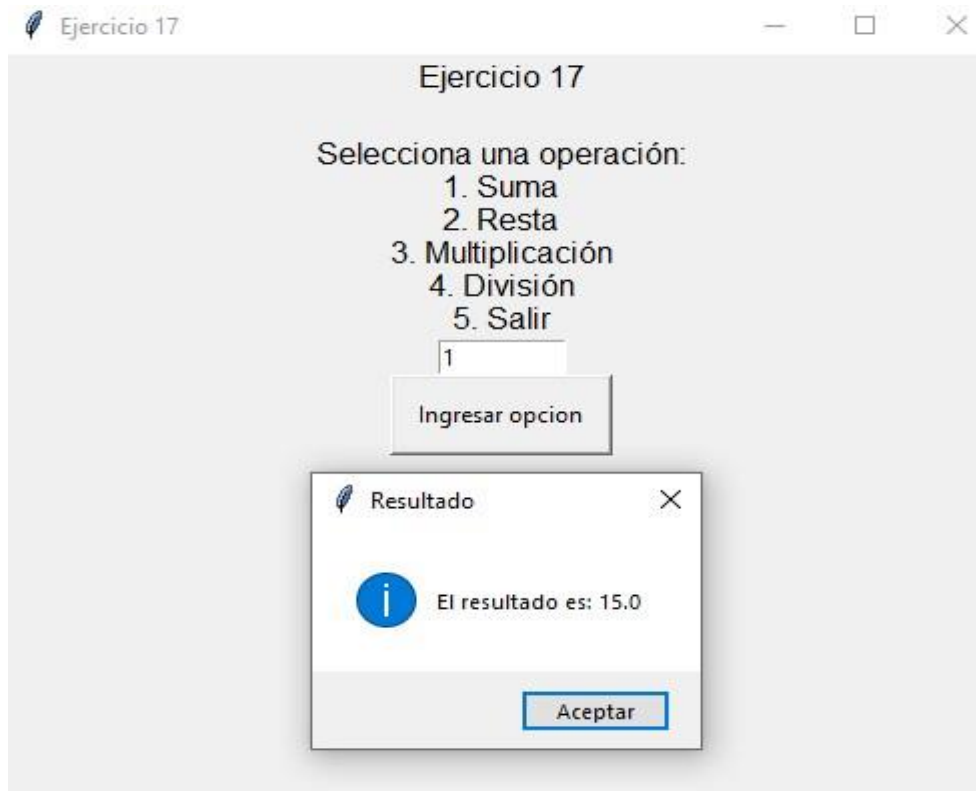 Ejercicio 17
Ejercicio 17
Selecciona una operación:
1. Suma
2. Resta
3. Multiplicación
4. División
5. Salir
1
Ingresar opcion
Resultado
El resultado es: 15.0
Aceptar